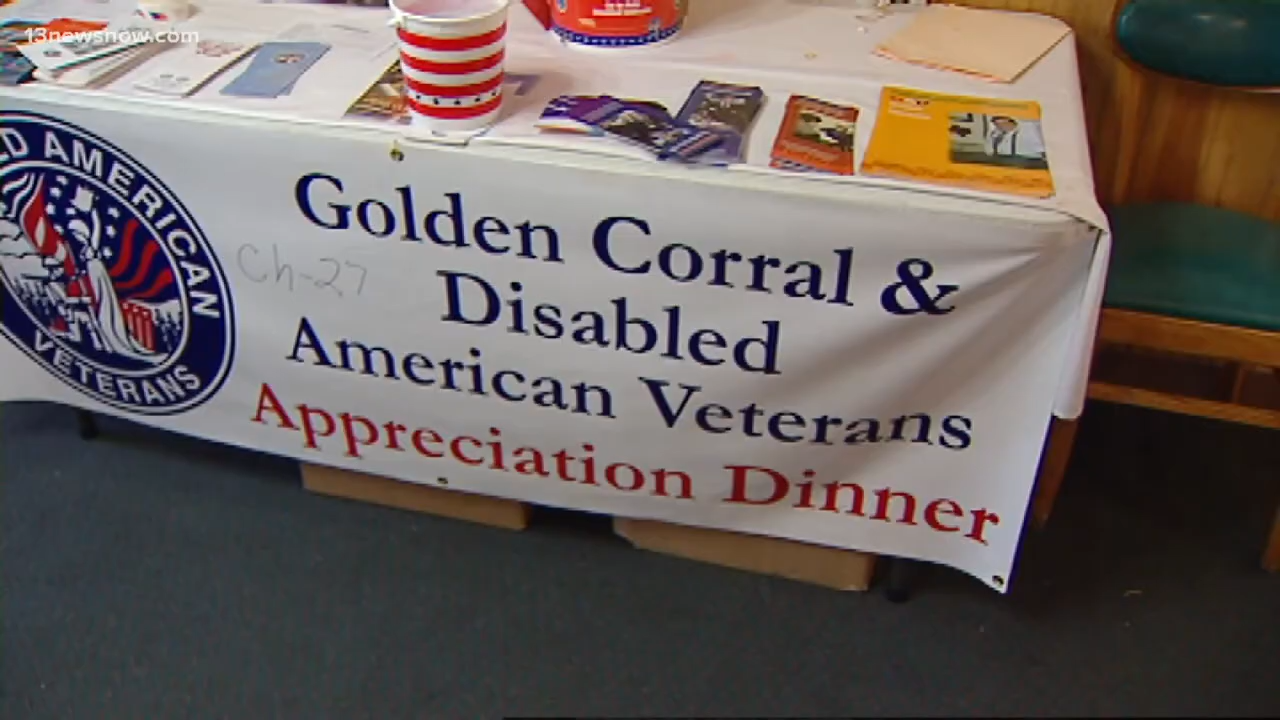 13newsnow.com
D AMERICAN
VETERANS
Ch-27
Golden Corral &
Disabled
American Veterans
Appreciation Dinner